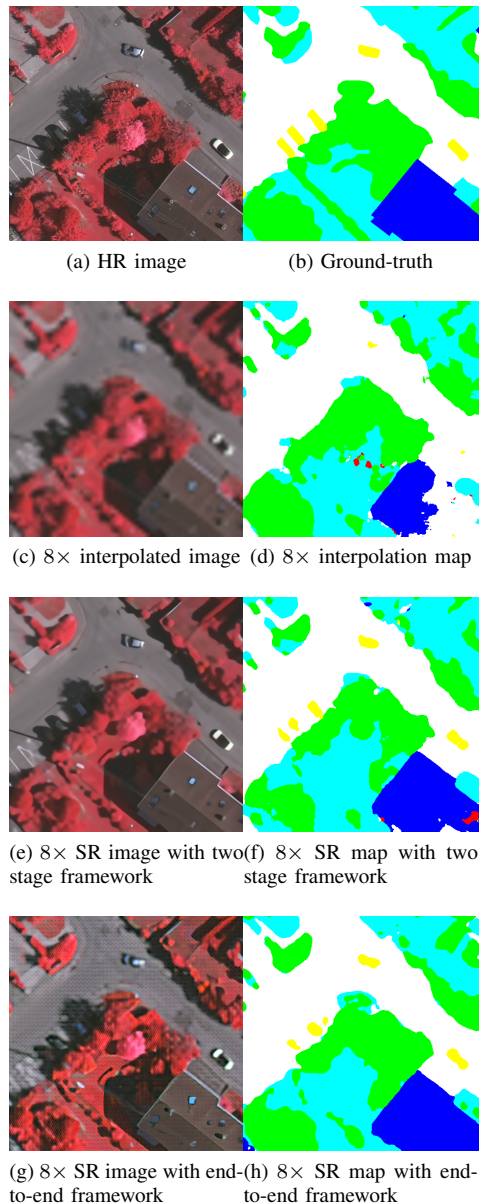 (a) HR image
(b) Ground-truth
(c) 8× interpolated image
(d) 8× interpolation map
(e) 8× SR image with two stage framework
(f) 8× SR map with two stage framework
(g) 8× SR image with end-to-end framework
(h) 8× SR map with end-to-end framework